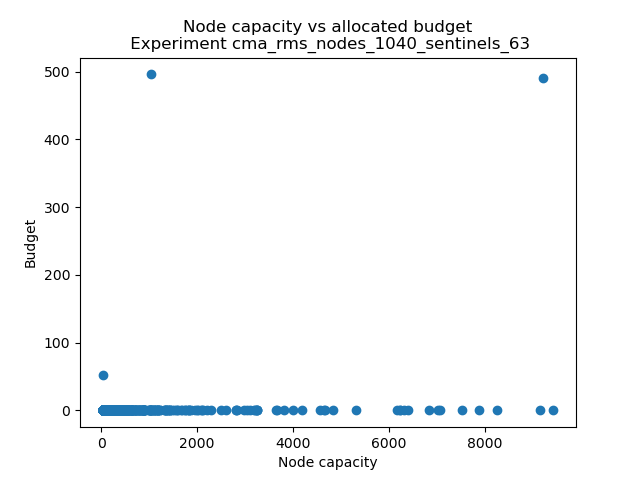 Node capacity vs allocated budget
Experiment cma_rms_nodes_1040_sentinels_63
500
400
300
200
100
0
Budget
0 2000 4000 6000 8000
Node capacity